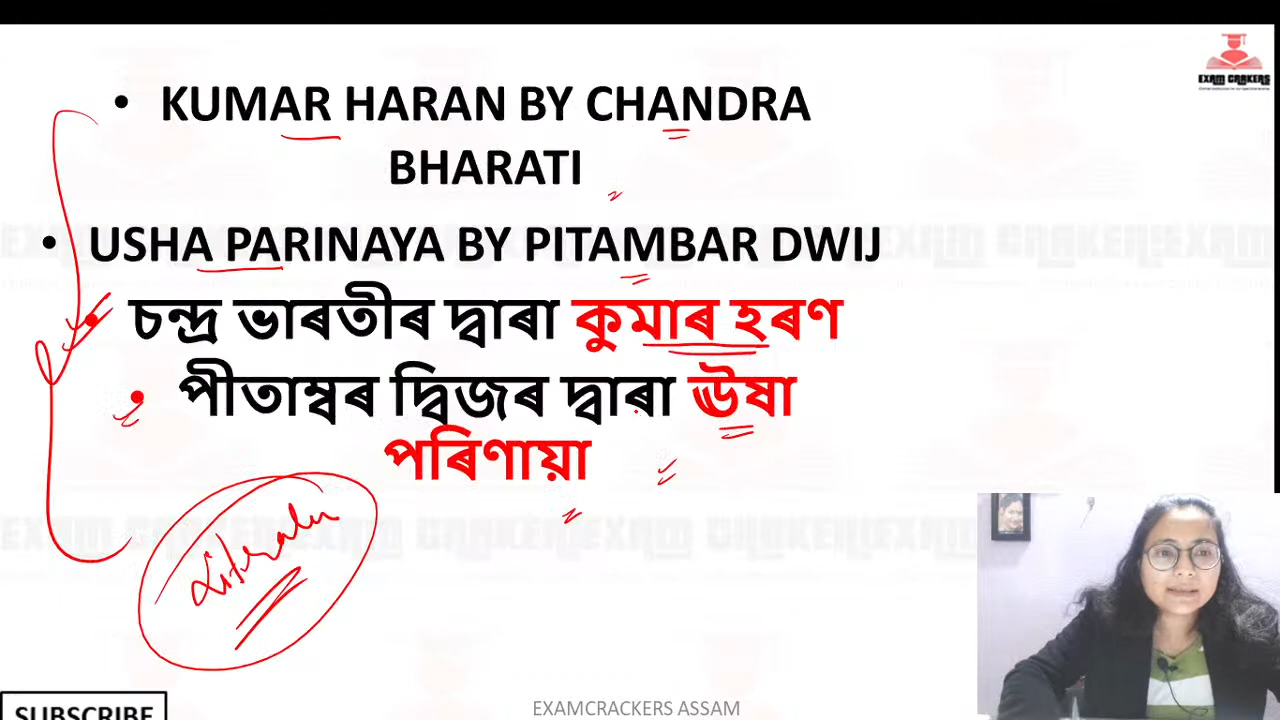 EXAM CRAKERS
• KUMAR HARAN BY CHANDRA
BHARATI
• USHA PARINAYA BY PITAMBAR DWIJ
• চন্দ্ৰ ভাৰতীৰ দ্বাৰা কুমাৰ হৰণ
• পীতাম্বৰ দ্বিজৰ দ্বাৰা ঊষা
পৰিণায়া
SUBSCRIBE
EXAMCRACKERS ASSAM